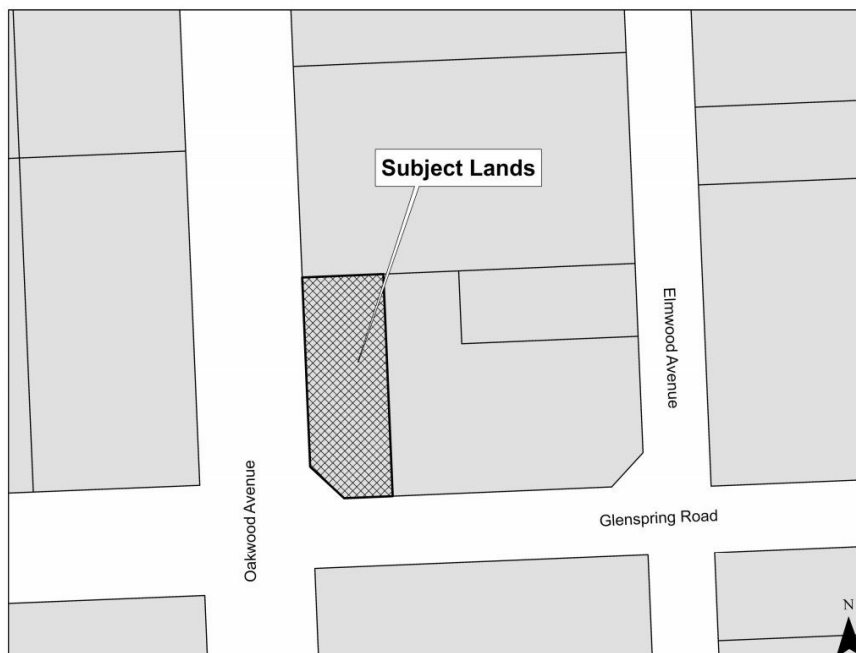 Subject Lands
Elmwood Avenue
Oakwood Avenue
Glenspring Road
N